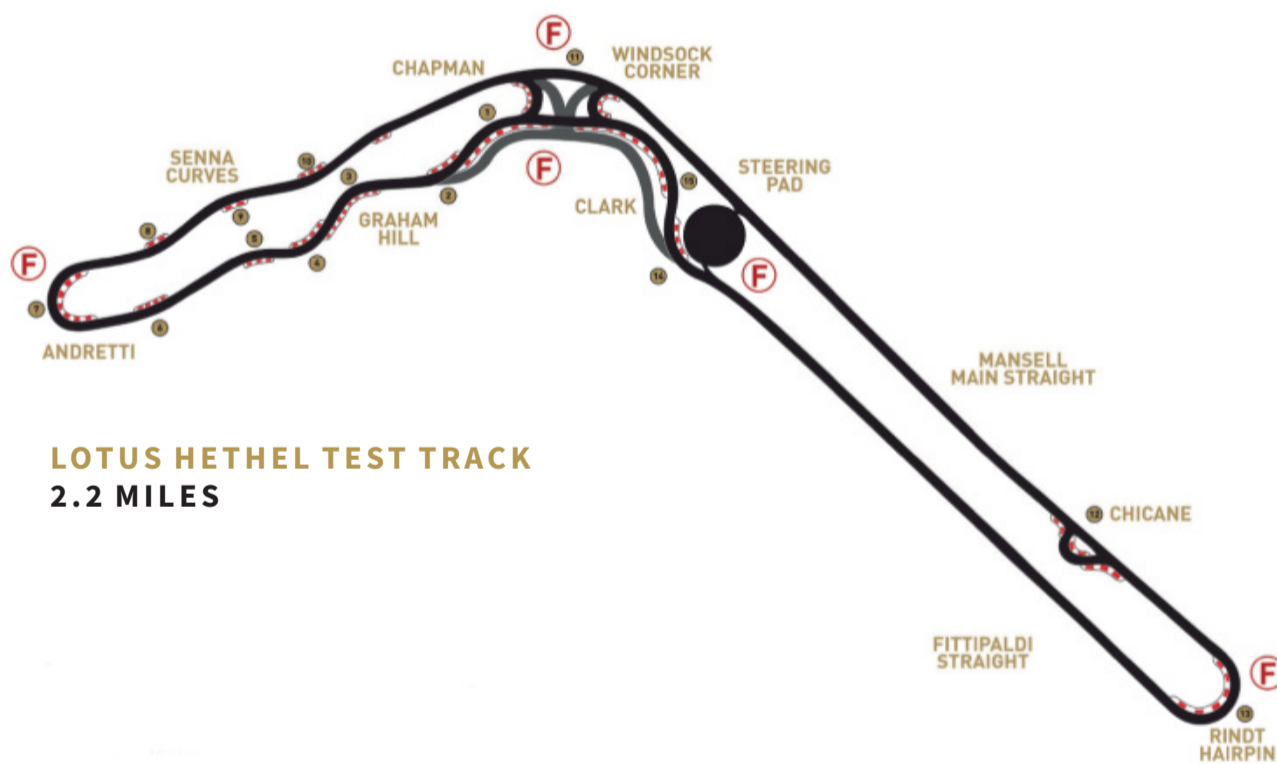 F
11
WINDSOCK
CORNER
CHAPMAN
1
F
SENNA
CURVES
10
3
2
15
STEERING
PAD
CLARK
GRAHAM
HILL
9
8
5
4
14
F
F
7
6
ANDRETTI
MANSELL
MAIN STRAIGHT
LOTUS HETHEL TEST TRACK
2.2 MILES
12
CHICANE
FITTIPALDI
STRAIGHT
F
13
RINDT
HAIRPIN